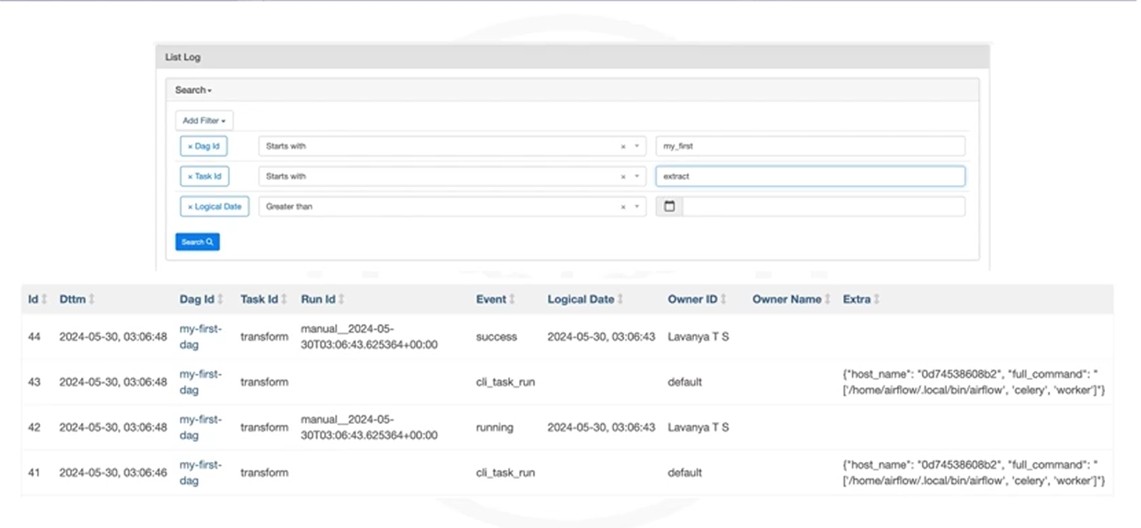 List Log
Search
Add Filter
× Dag Id Starts with × my_first
× Task Id Starts with × extract
× Logical Date Greater than ×
Search
Id Dttm Dag Id Task Id Run Id Event Logical Date Owner ID Owner Name Extra
44 2024-05-30, 03:06:48 my-first-dag transform manual__2024-05-30T03:06:43.625364+00:00 success 2024-05-30, 03:06:43 Lavanya T S
43 2024-05-30, 03:06:48 my-first-dag transform cli_task_run default {"host_name": "0d74538608b2", "full_command": "['/home/airflow/.local/bin/airflow', 'celery', 'worker']"}
42 2024-05-30, 03:06:48 my-first-dag transform manual__2024-05-30T03:06:43.625364+00:00 running 2024-05-30, 03:06:43 Lavanya T S
41 2024-05-30, 03:06:46 my-first-dag transform cli_task_run default {"host_name": "0d74538608b2", "full_command": "['/home/airflow/.local/bin/airflow', 'celery', 'worker']"}